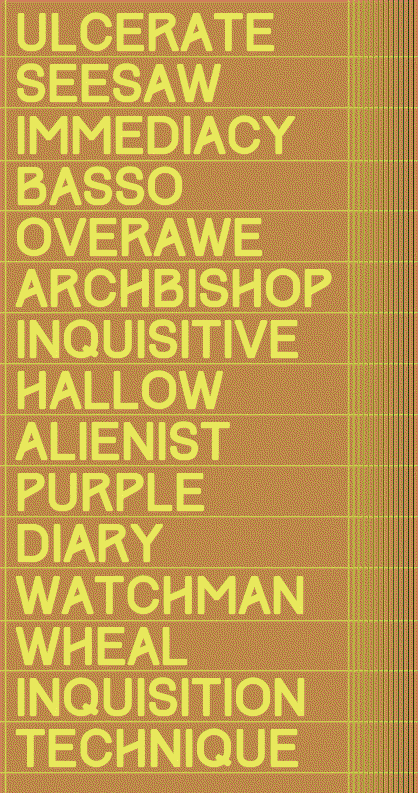 ULCERATE
SEESAW
IMMEDIACY
BASSO
OVERAWE
ARCHBISHOP
INQUISITIVE
HALLOW
ALIENIST
PURPLE
DIARY
WATCHMAN
WHEAL
INQUISITION
TECHNIQUE